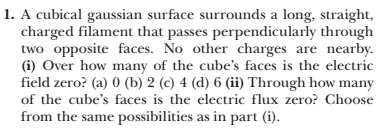 1. A cubical gaussian surface surrounds a long, straight,
charged filament that passes perpendicularly through
two opposite faces. No other charges are nearby.
(i) Over how many of the cube's faces is the electric
field zero? (a) 0 (b) 2 (c) 4 (d) 6 (ii) Through how many
of the cube's faces is the electric flux zero? Choose
from the same possibilities as in part (i).